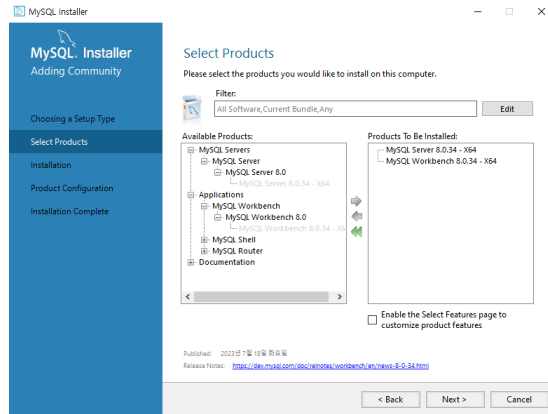 MySQL Installer
MySQL. Installer
Adding Community
Choosing a Setup Type
Select Products
Installation
Product Configuration
Installation Complete
Select Products
Please select the products you would like to install on this computer.
Filter:
All Software,Current Bundle,Any
Edit
Available Products:
MySQL Servers
MySQL Server
MySQL Server 8.0
MySQL Server 8.0.34 - X64
Applications
MySQL Workbench
MySQL Workbench 8.0
MySQL Workbench 8.0.34 - X6
MySQL Shell
MySQL Router
Documentation
Products To Be Installed:
MySQL Server 8.0.34 - X64
MySQL Workbench 8.0.34 - X64
Enable the Select Features page to
customize product features
Published: 2023년 7월 18일 화요일
Release Notes: https://dev.mysql.com/doc/relnotes/workbench/en/news-8-0-34.html
< Back
Next >
Cancel